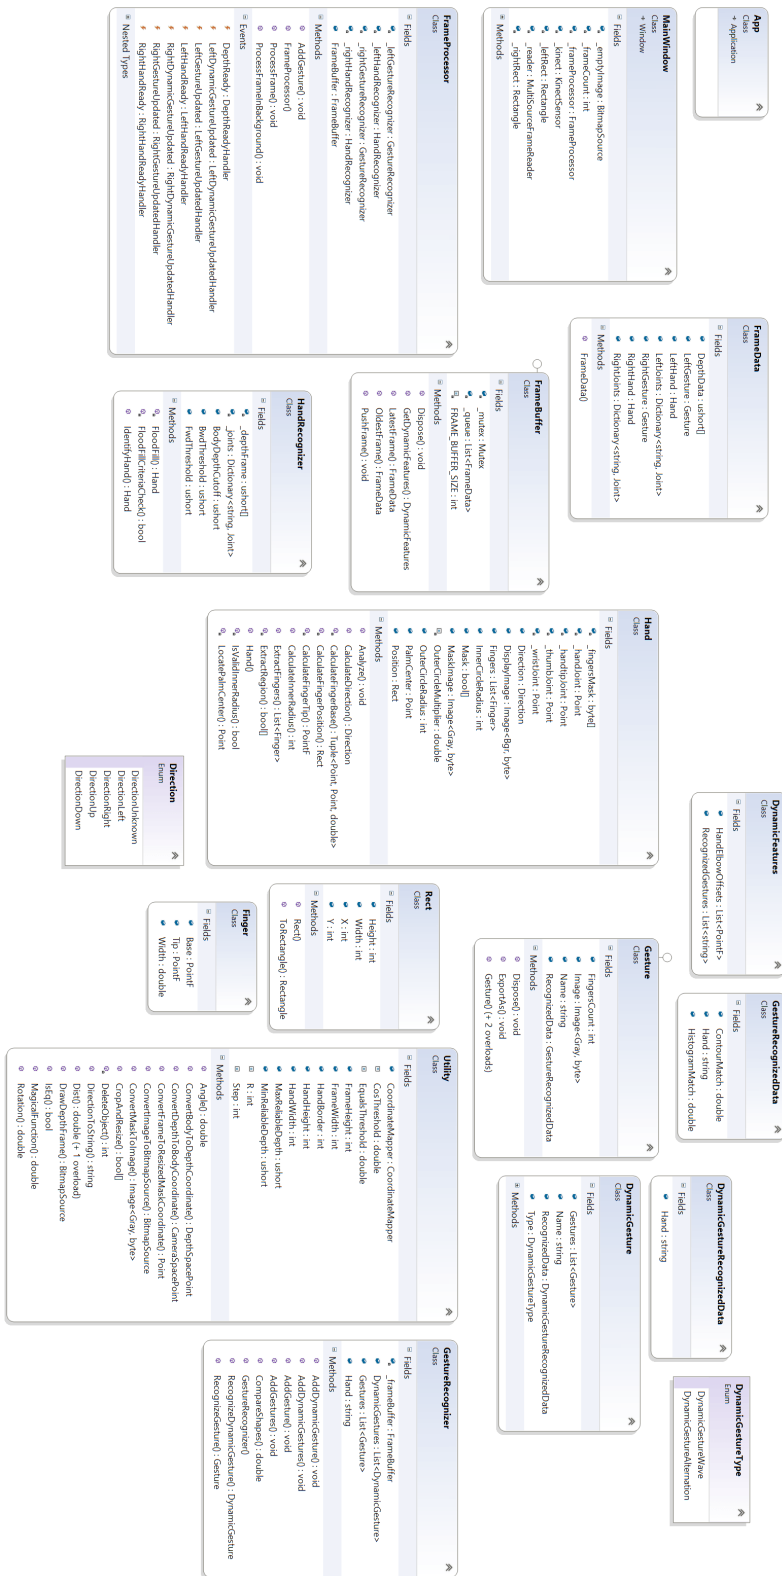 App
Class
→ Application
MainWindow
Class
→ Window
Fields
_emptyImage : BitmapSource
_frameCount : int
_frameProcessor : FrameProcessor
_kinect : KinectSensor
_leftRect : Rectangle
_reader : MultiSourceFrameReader
_rightRect : Rectangle
Methods
FrameProcessor
Class
Fields
_leftGestureRecognizer : GestureRecognizer
_leftHandRecognizer : HandRecognizer
_rightGestureRecognizer : GestureRecognizer
_rightHandRecognizer : HandRecognizer
FrameBuffer : FrameBuffer
Methods
AddGesture() : void
FrameProcessor()
ProcessFrame() : void
ProcessFrameInBackground() : void
Events
DepthReady : DepthReadyHandler
LeftDynamicGestureUpdated : LeftDynamicGestureUpdatedHandler
LeftGestureUpdated : LeftGestureUpdatedHandler
LeftHandReady : LeftHandReadyHandler
RightDynamicGestureUpdated : RightDynamicGestureUpdatedHandler
RightGestureUpdated : RightGestureUpdatedHandler
RightHandReady : RightHandReadyHandler
Nested Types
FrameData
Class
Fields
DepthData : ushort[]
LeftGesture : Gesture
LeftHand : Hand
LeftJoints : Dictionary<string, Joint>
RightGesture : Gesture
RightHand : Hand
RightJoints : Dictionary<string, Joint>
Methods
FrameData()
FrameBuffer
Class
Fields
_mutex : Mutex
_queue : List<FrameData>
FRAME_BUFFER_SIZE : int
Methods
Dispose() : void
GetDynamicFeatures() : DynamicFeatures
LatestFrame() : FrameData
OldestFrame() : FrameData
PushFrame() : void
HandRecognizer
Class
Fields
_depthFrame : ushort[]
_joints : Dictionary<string, Joint>
BodyDepthCutoff : ushort
BwdThreshold : ushort
FwdThreshold : ushort
Methods
FloodFill() : Hand
FloodFillCriteriaCheck() : bool
IdentifyHand() : Hand
Hand
Class
Fields
_fingersMask : byte[]
_handJoint : Point
_handtipJoint : Point
_thumbJoint : Point
_wristJoint : Point
Direction : Direction
DisplayImage : Image<Bgr, byte>
Fingers : List<Finger>
InnerCircleRadius : int
Mask : bool[]
MaskImage : Image<Gray, byte>
OuterCircleMultiplier : double
OuterCircleRadius : int
PalmCenter : Point
Position : Rect
Methods
Analyze() : void
CalculateDirection() : Direction
CalculateFingerBase() : Tuple<Point, Point, double>
CalculateFingerPosition() : Rect
CalculateFingerTip() : PointF
CalculateInnerRadius() : int
ExtractFingers() : List<Finger>
ExtractRegion() : bool[]
Hand()
IsValidInnerRadius() : bool
LocatePalmCenter() : Point
Direction
Enum
DirectionUnknown
DirectionLeft
DirectionRight
DirectionUp
DirectionDown
DynamicFeatures
Class
Fields
HandElbowOffsets : List<PointF>
RecognizedGestures : List<string>
Gesture
Class
Fields
FingersCount : int
Image : Image<Gray, byte>
Name : string
RecognizedData : GestureRecognizedData
Methods
Dispose() : void
ExportAs() : void
Gesture() (+ 2 overloads)
Rect
Class
Fields
Height : int
Width : int
X : int
Y : int
Methods
Rect()
ToRectangle() : Rectangle
Finger
Class
Fields
Base : PointF
Tip : PointF
Width : double
GestureRecognizedData
Class
Fields
ContourMatch : double
Hand : string
HistogramMatch : double
Utility
Class
Fields
CoordinateMapper : CoordinateMapper
CosThreshold : double
EqualsThreshold : double
FrameHeight : int
FrameWidth : int
HandBorder : int
HandHeight : int
HandWidth : int
MaxReliableDepth : ushort
MinReliableDepth : ushort
R : int
Step : int
Methods
Angle() : double
ConvertBodyToDepthCoordinate() : DepthSpacePoint
ConvertDepthToBodyCoordinate() : CameraSpacePoint
ConvertFrameToResizedMaskCoordinate() : Point
ConvertImageToBitmapSource() : BitmapSource
ConvertMaskToImage() : Image<Gray, byte>
CropAndResize() : bool[]
DeleteObject() : int
DirectionToString() : string
Dist() : double (+ 1 overload)
DrawDepthFrame() : BitmapSource
IsEq() : bool
MagicalFunction() : double
Rotation() : double
DynamicGestureRecognizedData
Class
Fields
Hand : string
DynamicGesture
Class
Fields
Gestures : List<Gesture>
Name : string
RecognizedData : DynamicGestureRecognizedData
Type : DynamicGestureType
Methods
DynamicGestureType
Enum
DynamicGestureWave
DynamicGestureAlternation
GestureRecognizer
Class
Fields
_frameBuffer : FrameBuffer
DynamicGestures : List<DynamicGesture>
Gestures : List<Gesture>
Hand : string
Methods
AddDynamicGesture() : void
AddDynamicGestures() : void
AddGesture() : void
AddGestures() : void
CompareShapes() : double
GestureRecognizer()
RecognizeDynamicGesture() : DynamicGesture
RecognizeGesture() : Gesture